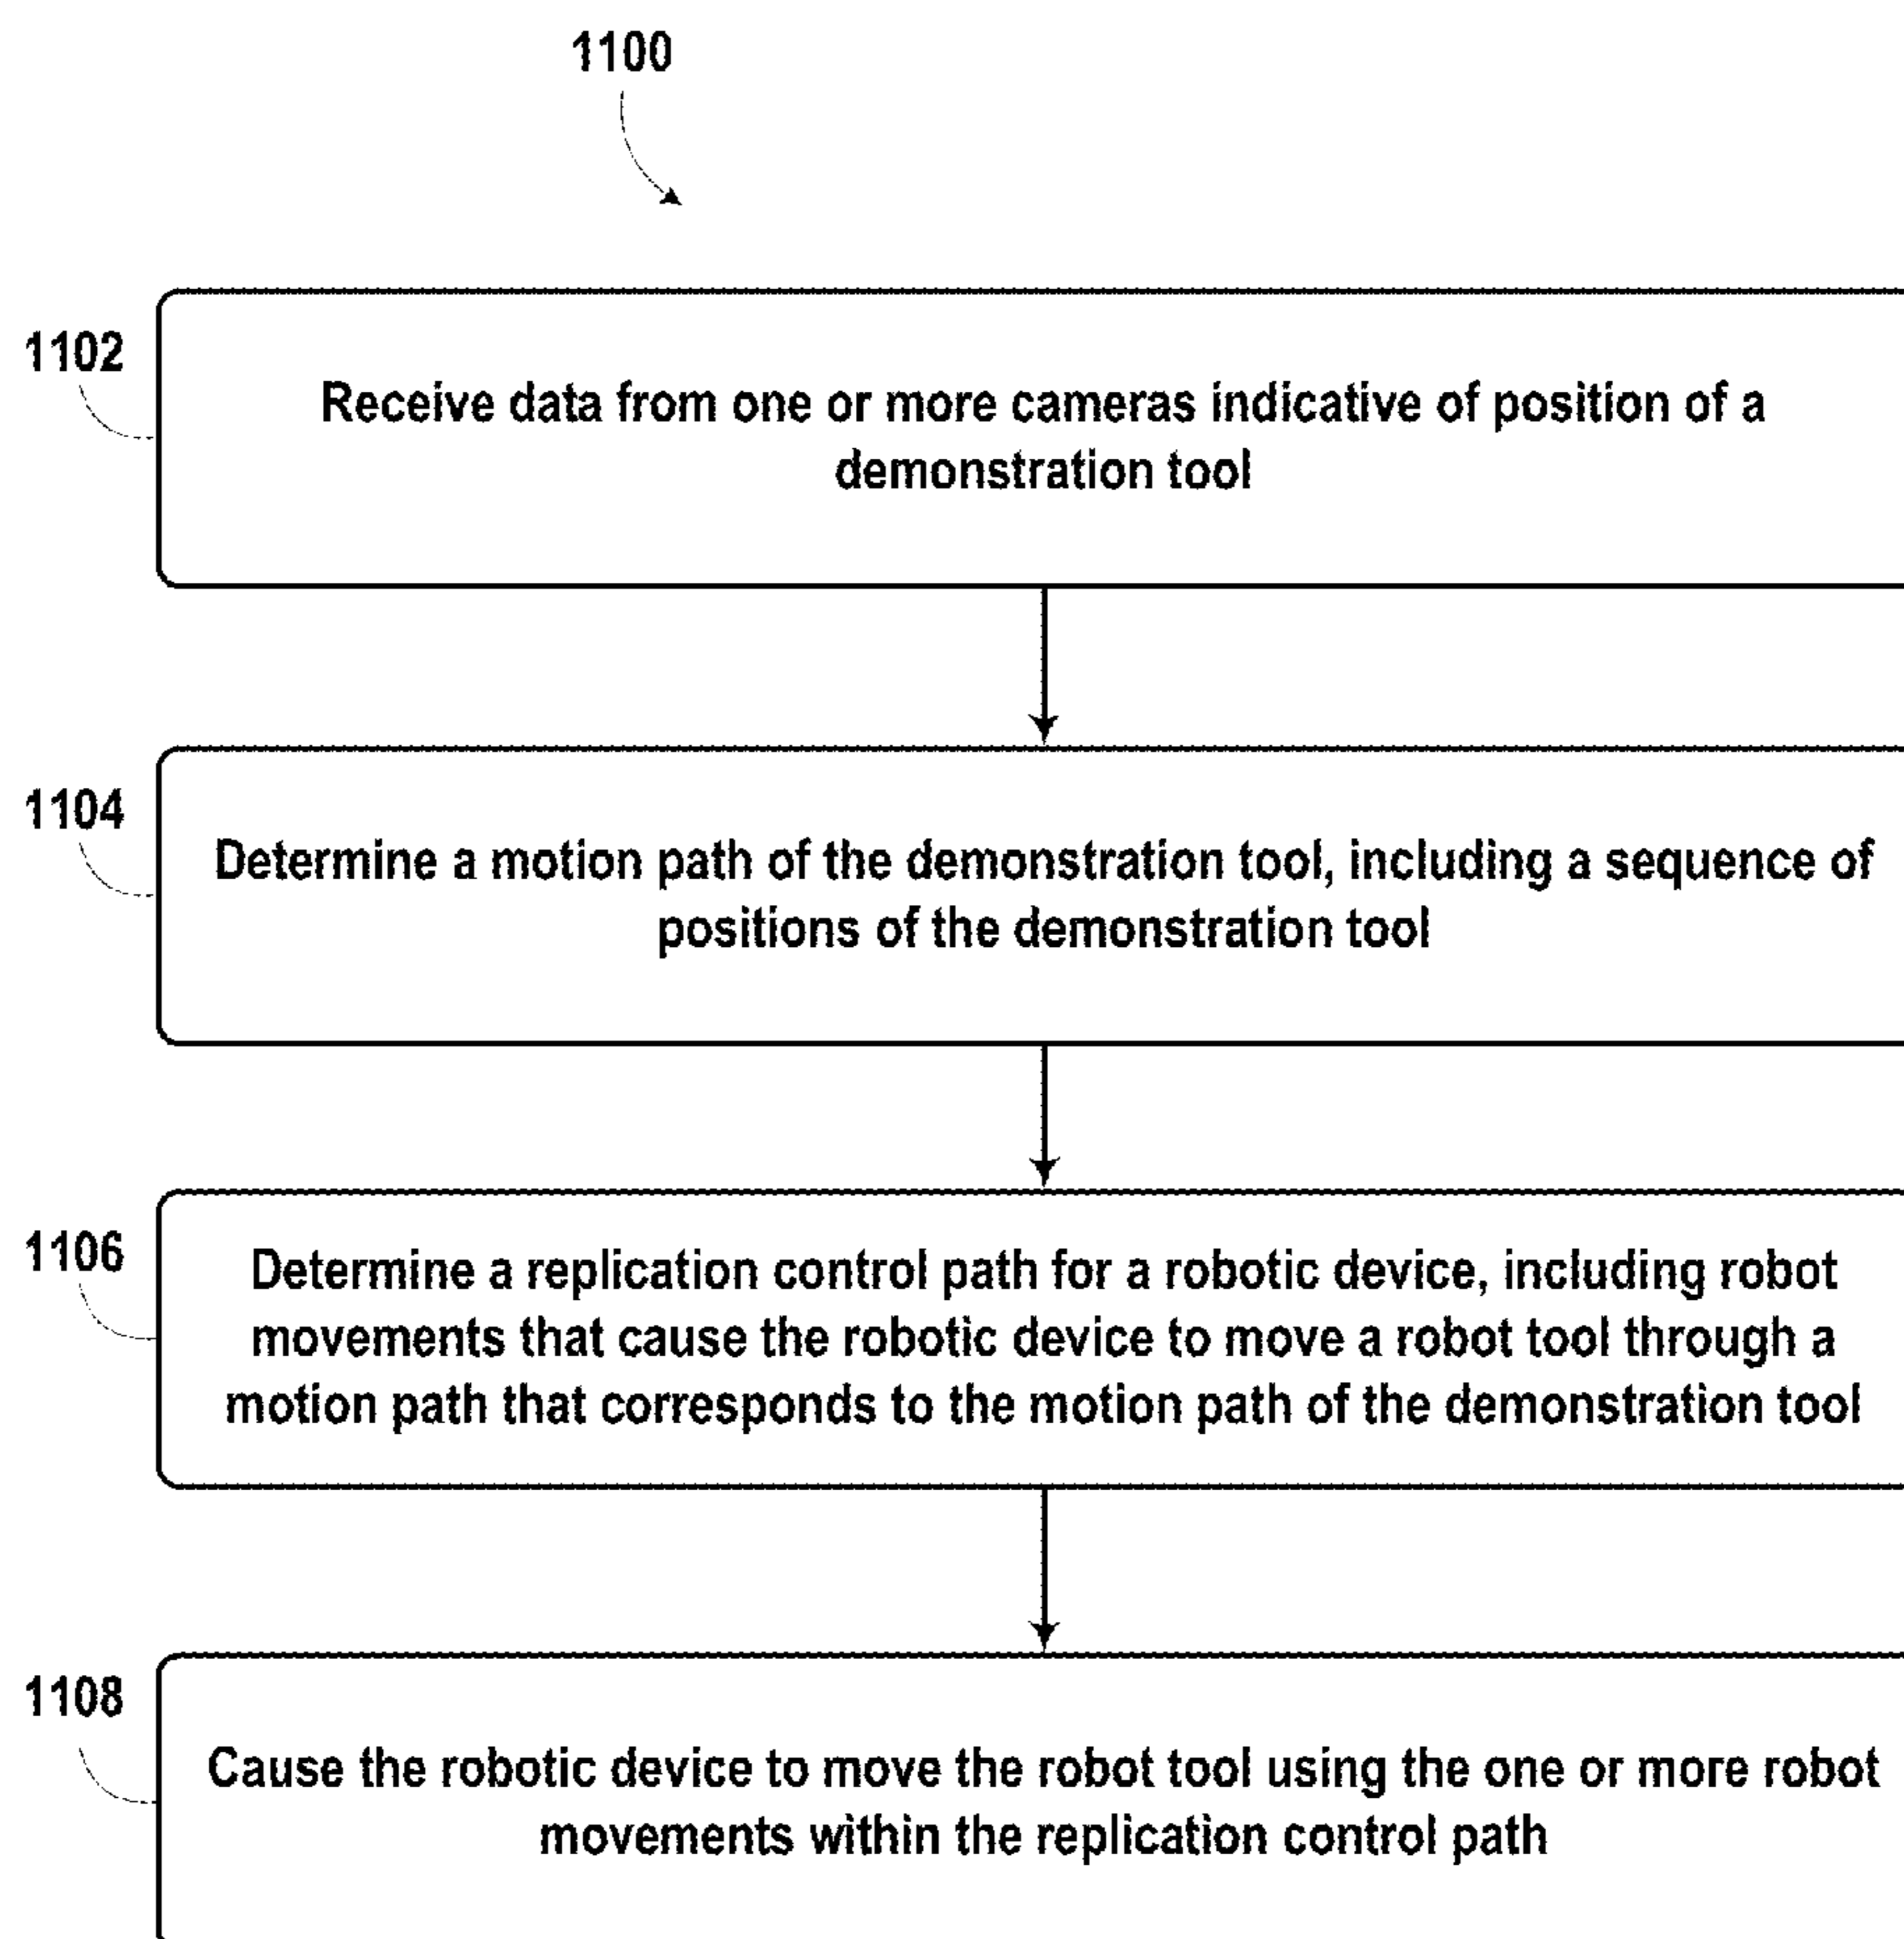 1100
1102
Receive data from one or more cameras indicative of position of a
demonstration tool
1104
Determine a motion path of the demonstration tool, including a sequence of
positions of the demonstration tool
1106
Determine a replication control path for a robotic device, including robot
movements that cause the robotic device to move a robot tool through a
motion path that corresponds to the motion path of the demonstration tool
1108
Cause the robotic device to move the robot tool using the one or more robot
movements within the replication control path